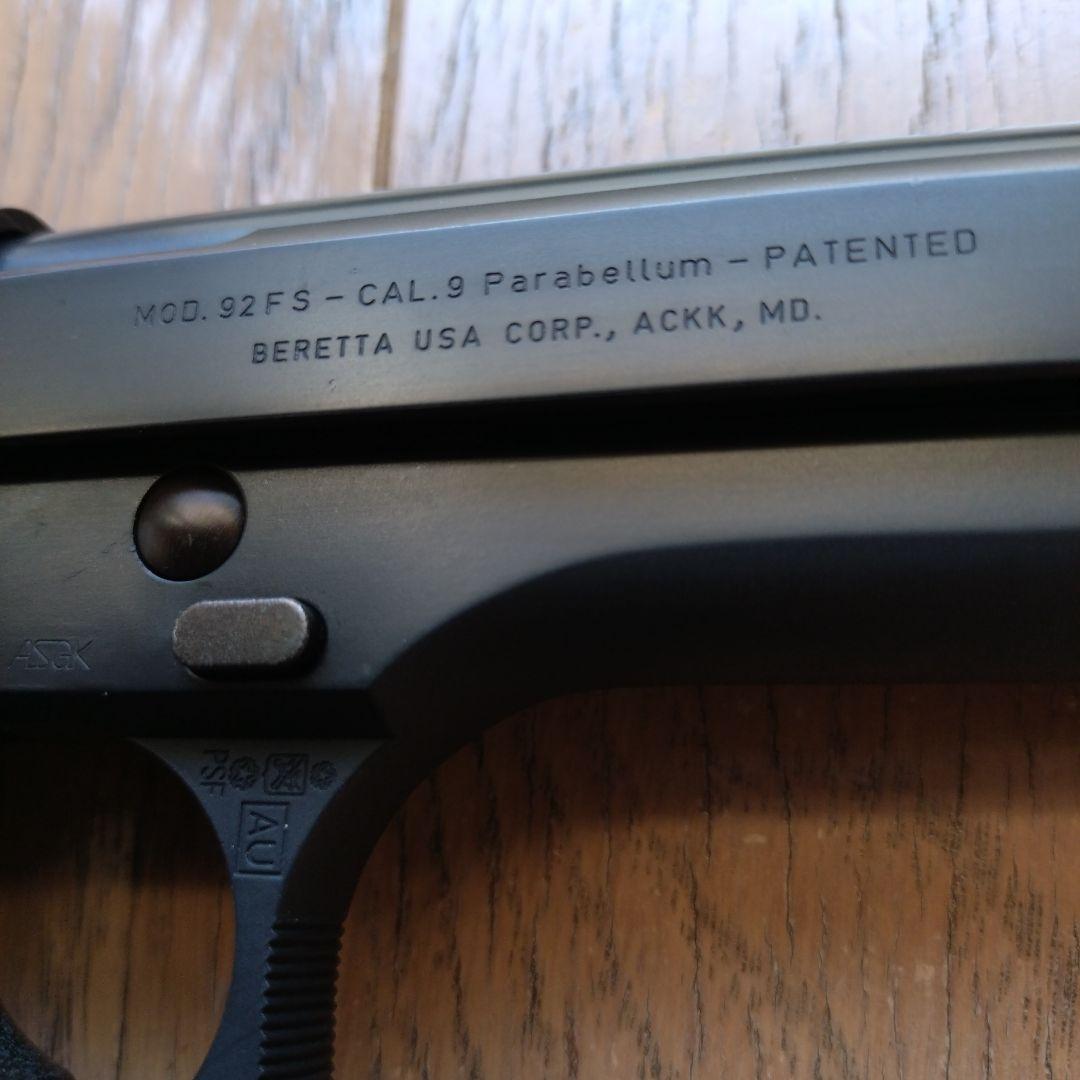 MOD. 92FS – CAL.9 Parabellum – PATENTED
BERETTA USA CORP., ACKK, MD.
ASGK
PSF
AU